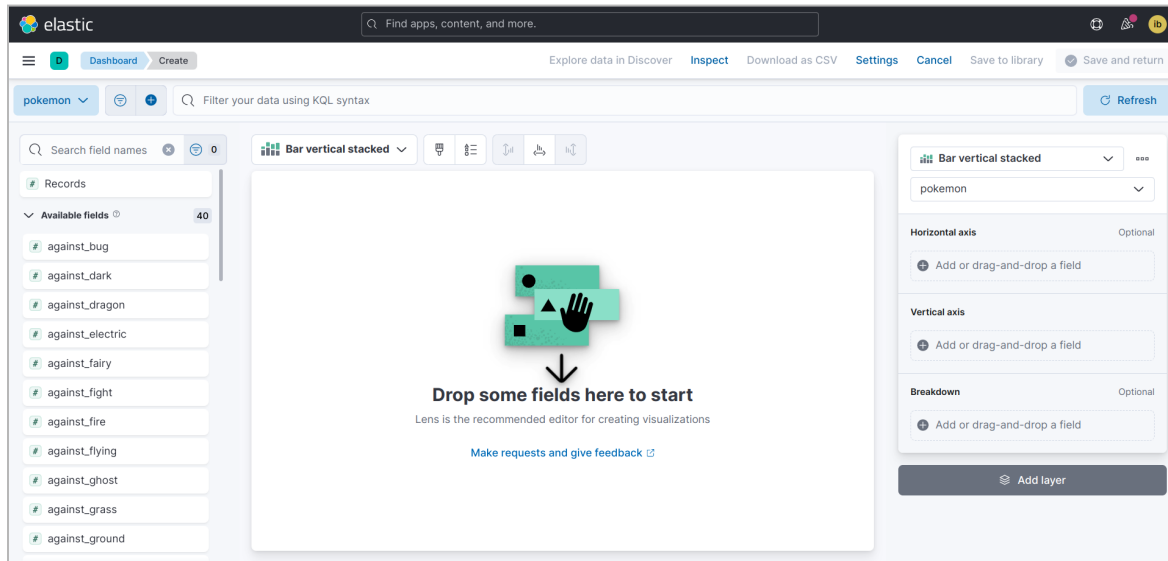 elastic
Find apps, content, and more.
ib
D
Dashboard
Create
Explore data in Discover
Inspect
Download as CSV
Settings
Cancel
Save to library
Save and return
pokemon
Filter your data using KQL syntax
Refresh
Search field names
0
Records
Available fields
40
against_bug
against_dark
against_dragon
against_electric
against_fairy
against_fight
against_fire
against_flying
against_ghost
against_grass
against_ground
Bar vertical stacked
Drop some fields here to start
Lens is the recommended editor for creating visualizations
Make requests and give feedback
Bar vertical stacked
pokemon
Horizontal axis
Optional
Add or drag-and-drop a field
Vertical axis
Add or drag-and-drop a field
Breakdown
Optional
Add or drag-and-drop a field
Add layer